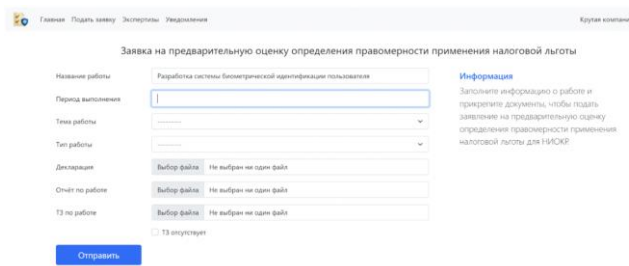 Главная Подать заявку Экспертизы Уведомления
Крутая компания
Заявка на предварительную оценку определения правомерности применения налоговой льготы
Название работы
Разработка системы биометрической идентификации пользователя
Период выполнения
Тема работы
---------
Тип работы
---------
Декларация
Выбор файла Не выбран ни один файл
Отчёт по работе
Выбор файла Не выбран ни один файл
ТЗ по работе
Выбор файла Не выбран ни один файл
ТЗ отсутствует
Отправить
Информация
Заполните информацию о работе и
прикрепите документы, чтобы подать
заявление на предварительную оценку
определения правомерности применения
налоговой льготы для НИОКР.